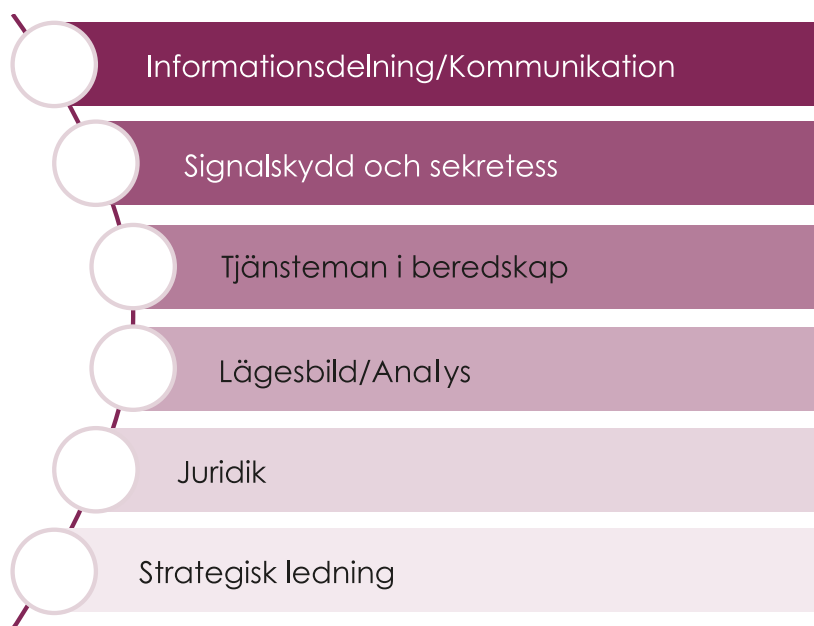 Informationsdelning/Kommunikation
Signalskydd och sekretess
Tjänsteman i beredskap
Lägesbild/Analys
Juridik
Strategisk ledning